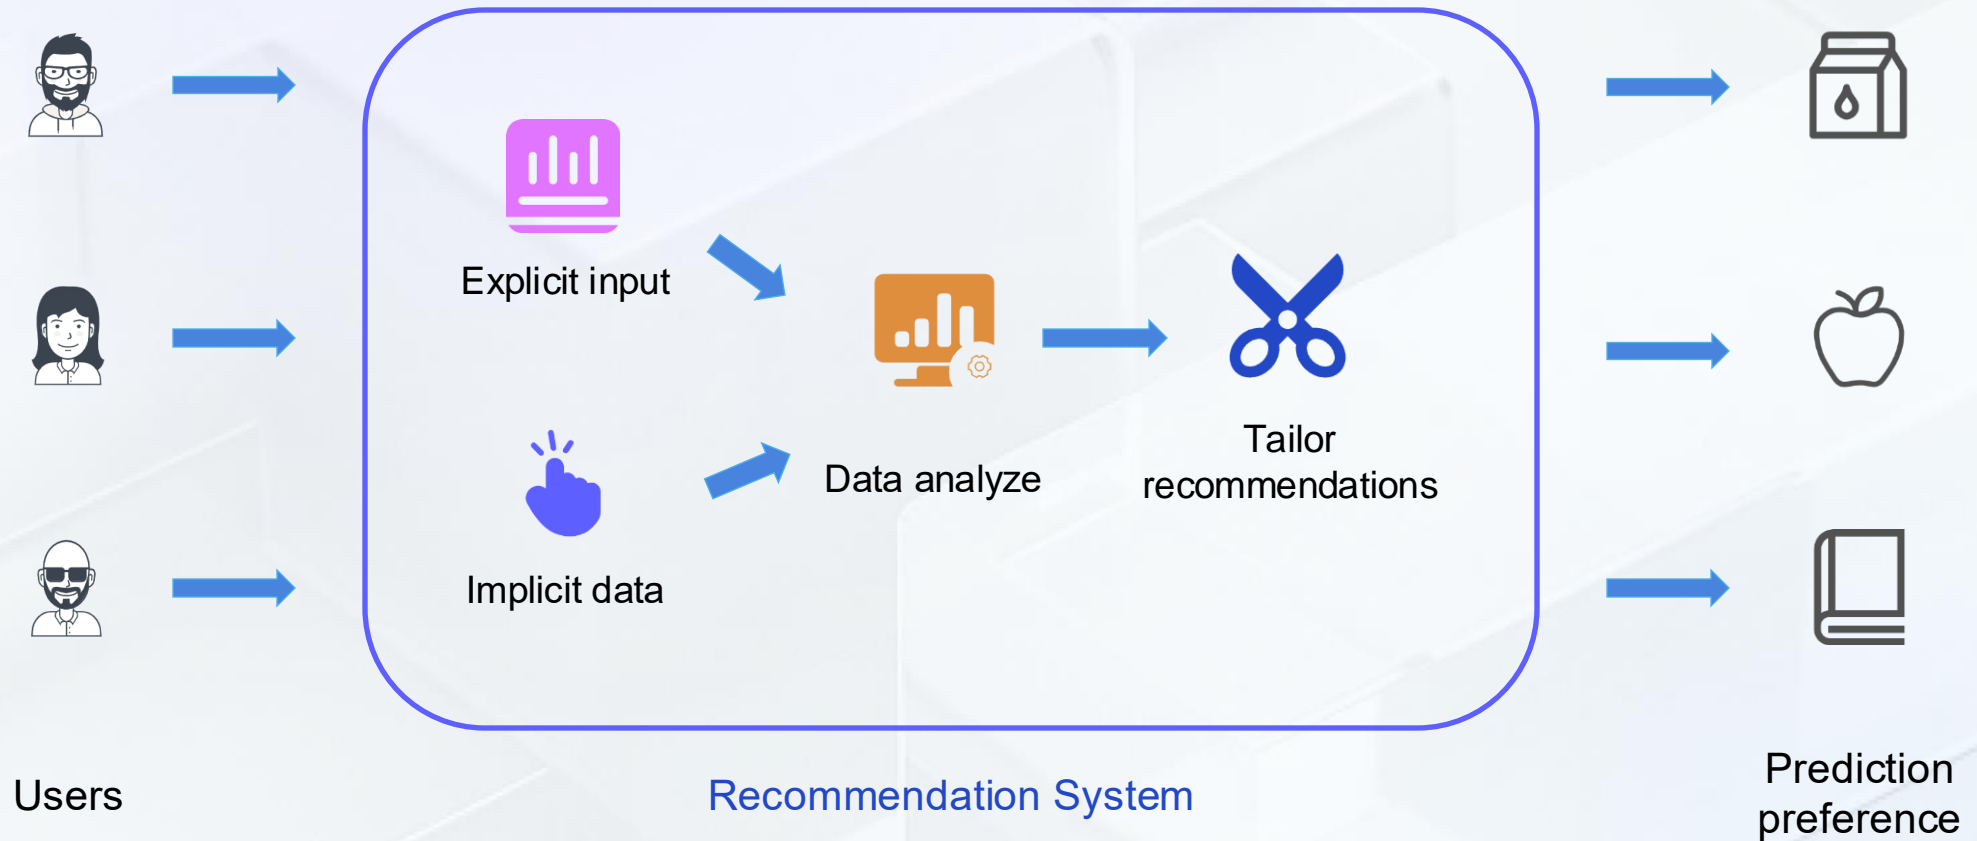 Explicit input
Implicit data
Data analyze
Tailor
recommendations
Users
Recommendation System
Prediction
preference